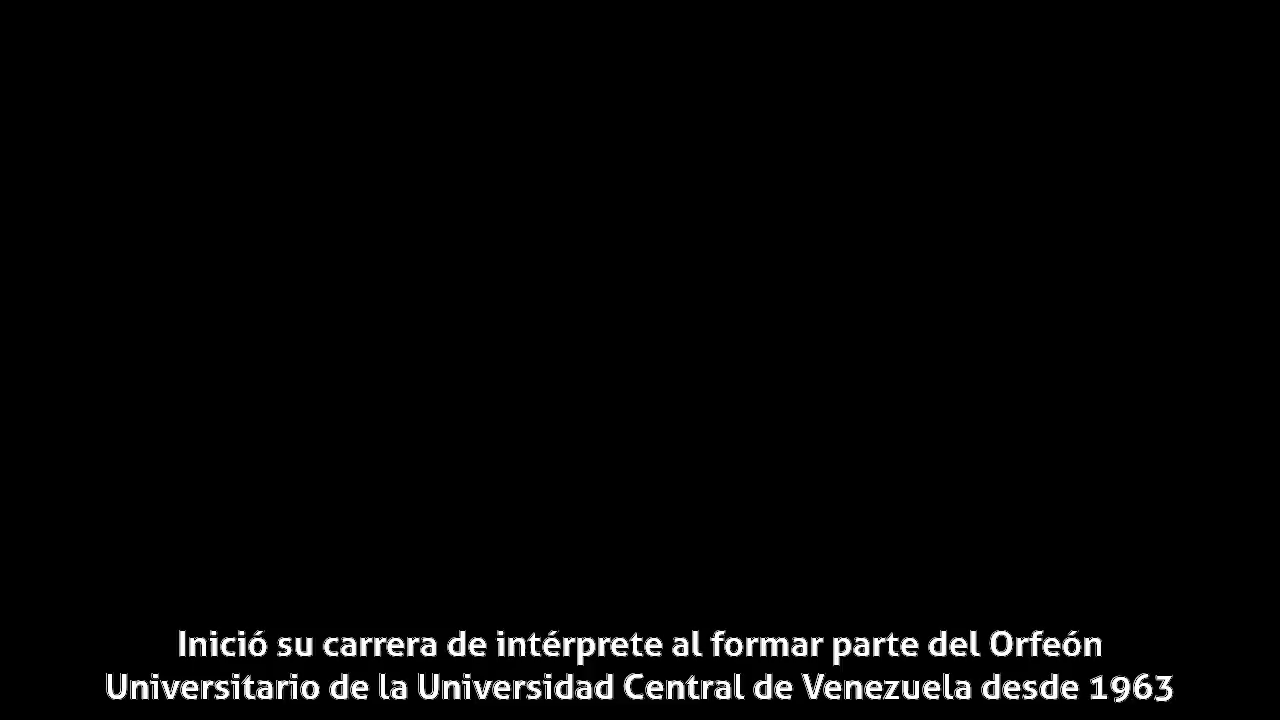 Inició su carrera de intérprete al formar parte del Orfeón
Universitario de la Universidad Central de Venezuela desde 1963